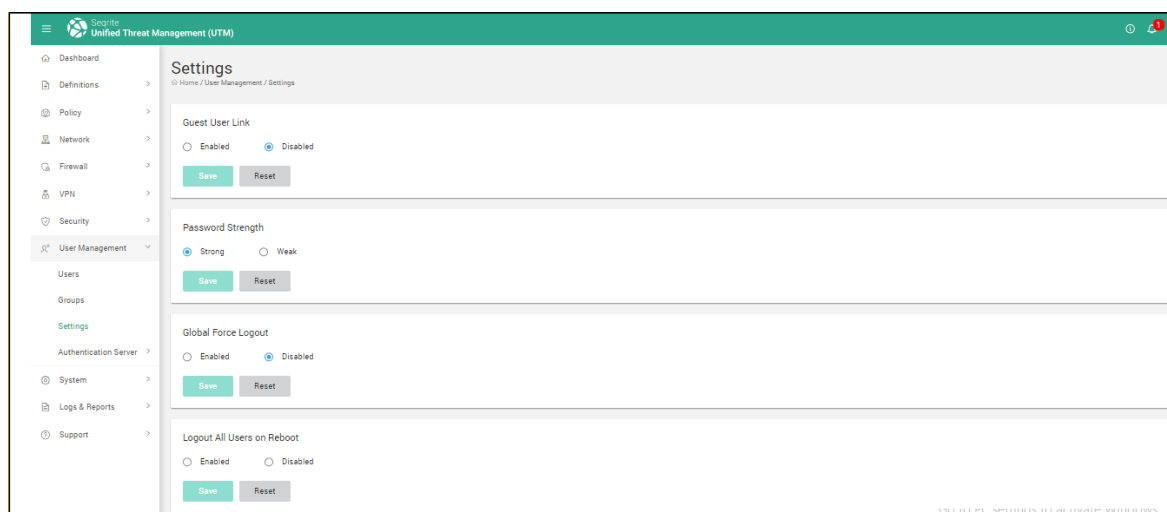 Seqrite
Unified Threat Management (UTM)
1
Dashboard
Definitions
Policy
Network
Firewall
VPN
Security
User Management
Users
Groups
Settings
Authentication Server
System
Logs & Reports
Support
Settings
Home / User Management / Settings
Guest User Link
Enabled Disabled
Save Reset
Password Strength
Strong Weak
Save Reset
Global Force Logout
Enabled Disabled
Save Reset
Logout All Users on Reboot
Enabled Disabled
Save Reset